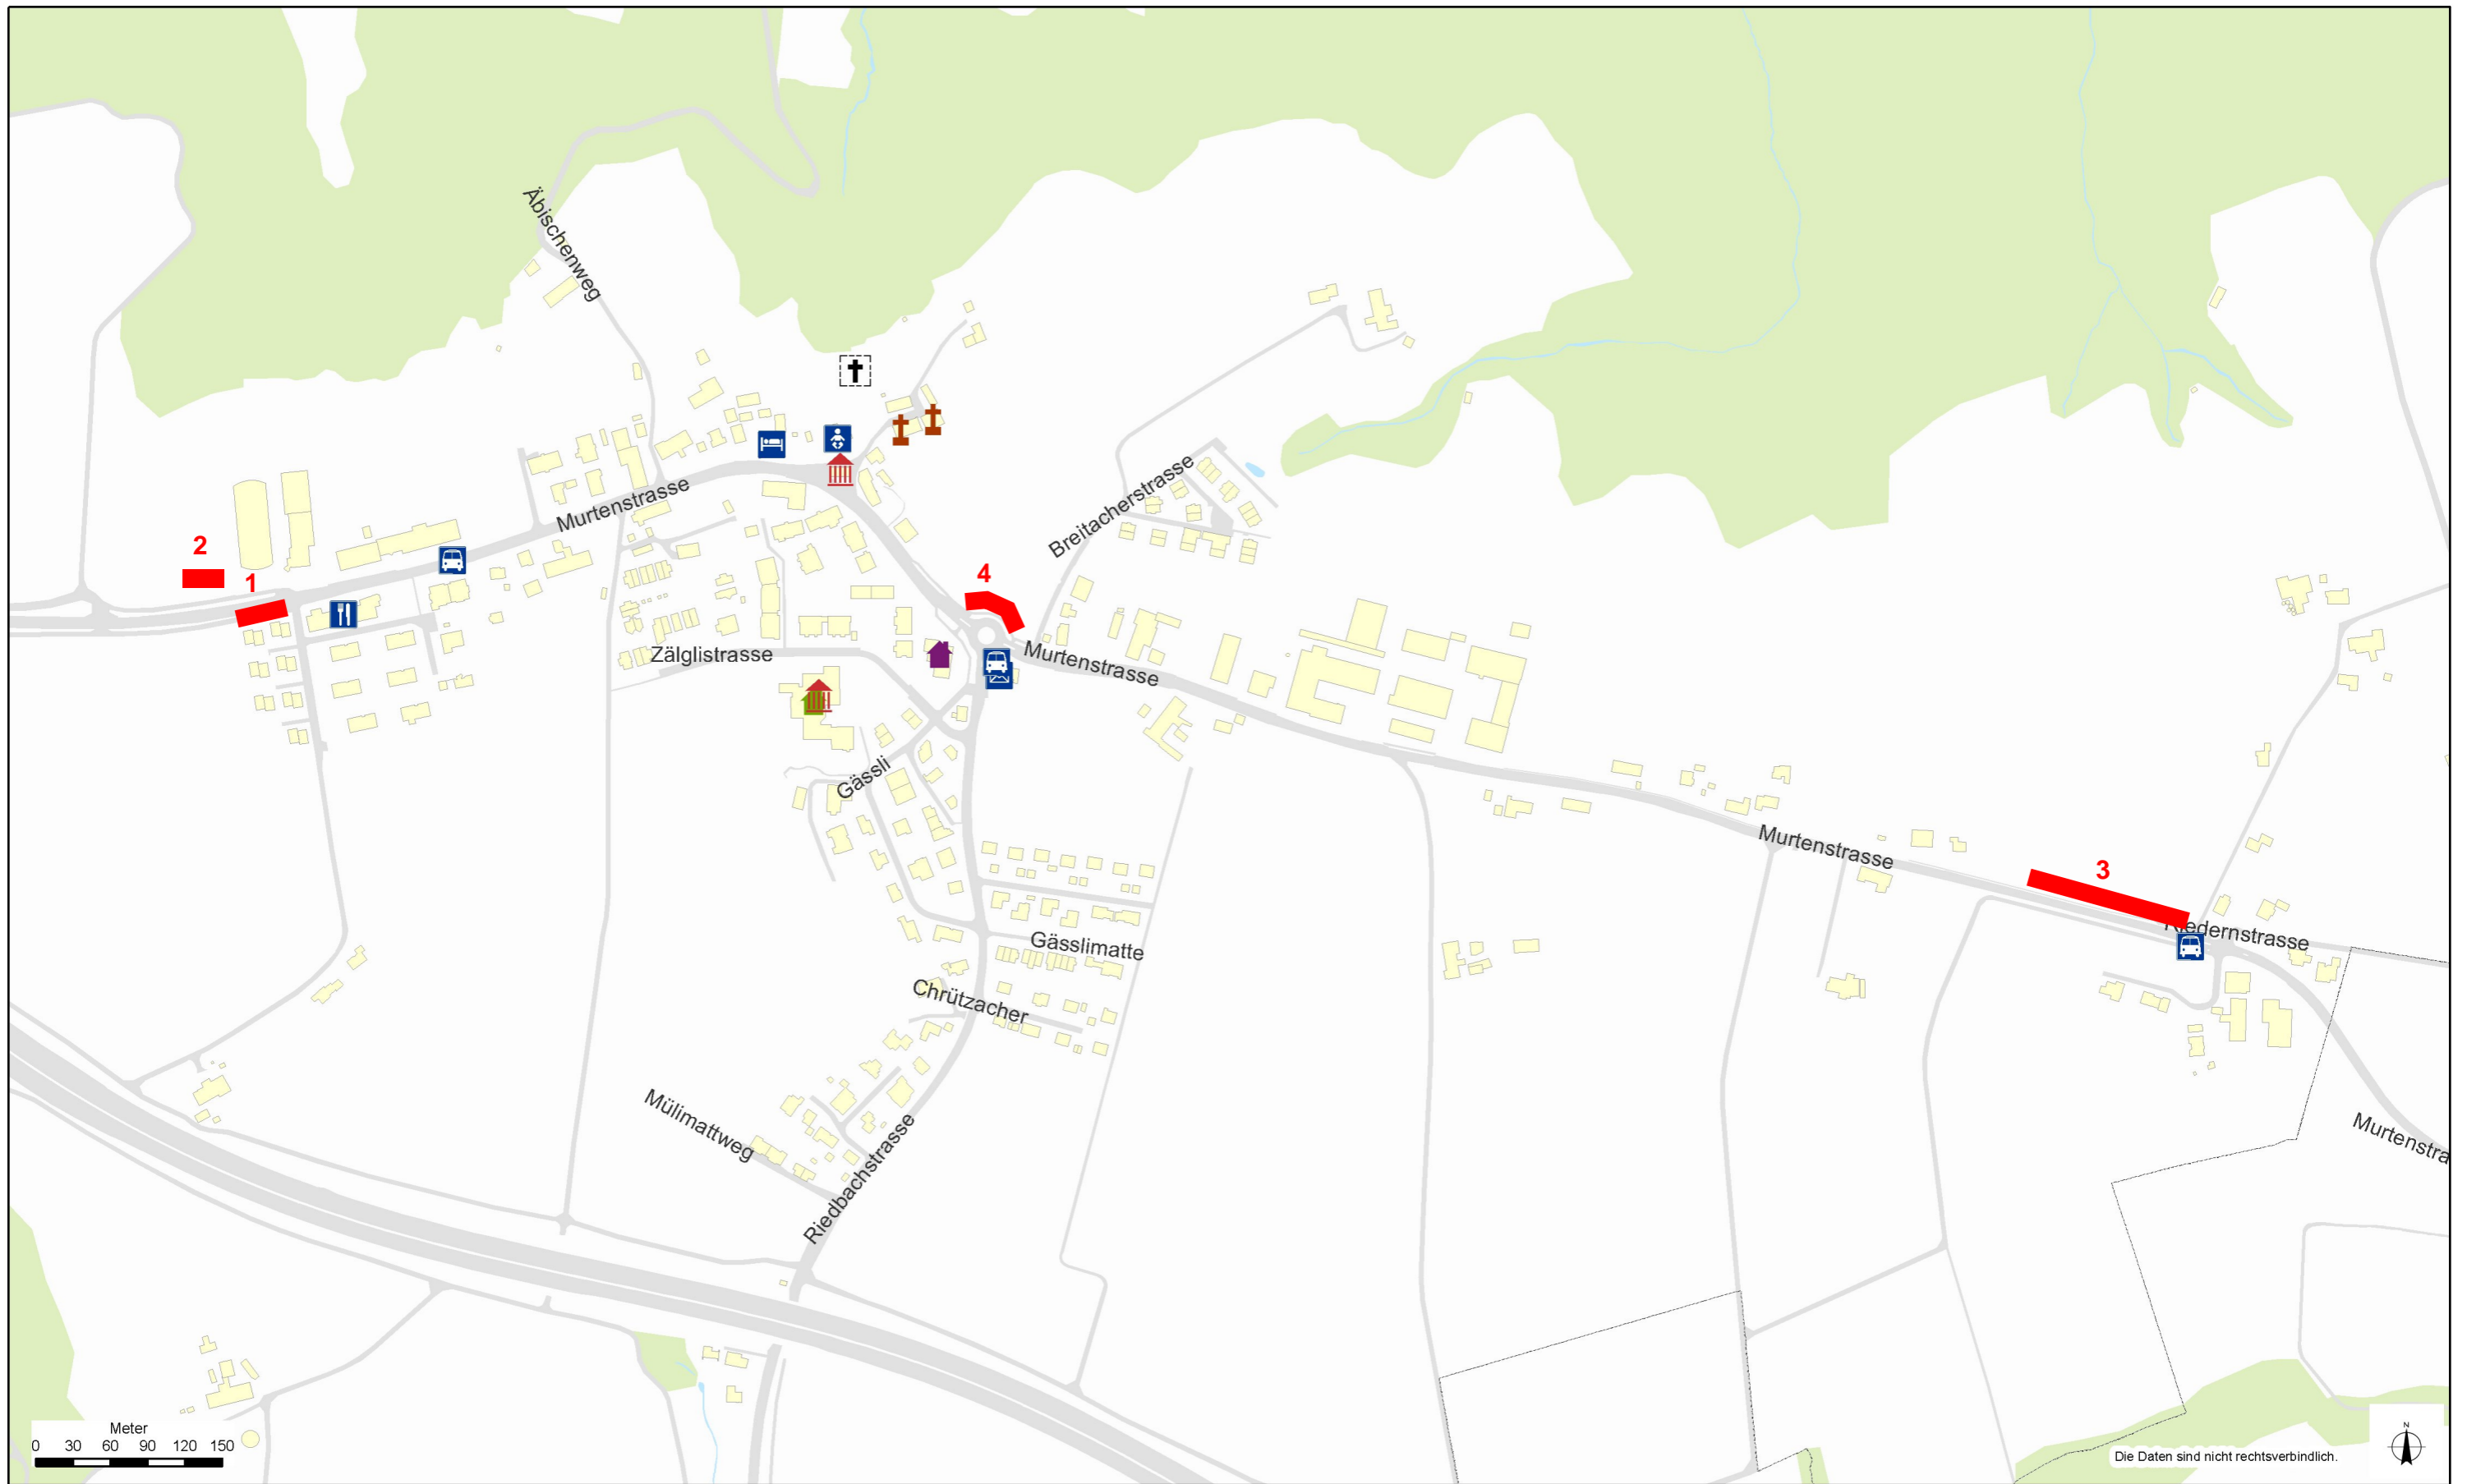 Äbischenweg
Murtenstrasse
Breitacherstrasse
2
1
4
Zälglistrasse
Murtenstrasse
Gässli
Murtenstrasse
3
Riedernstrasse
Gässlimatte
Chrützacher
Mülimattweg
Riedbachstrasse
Murtenstra
Meter
0 30 60 90 120 150
N
Die Daten sind nicht rechtsverbindlich.